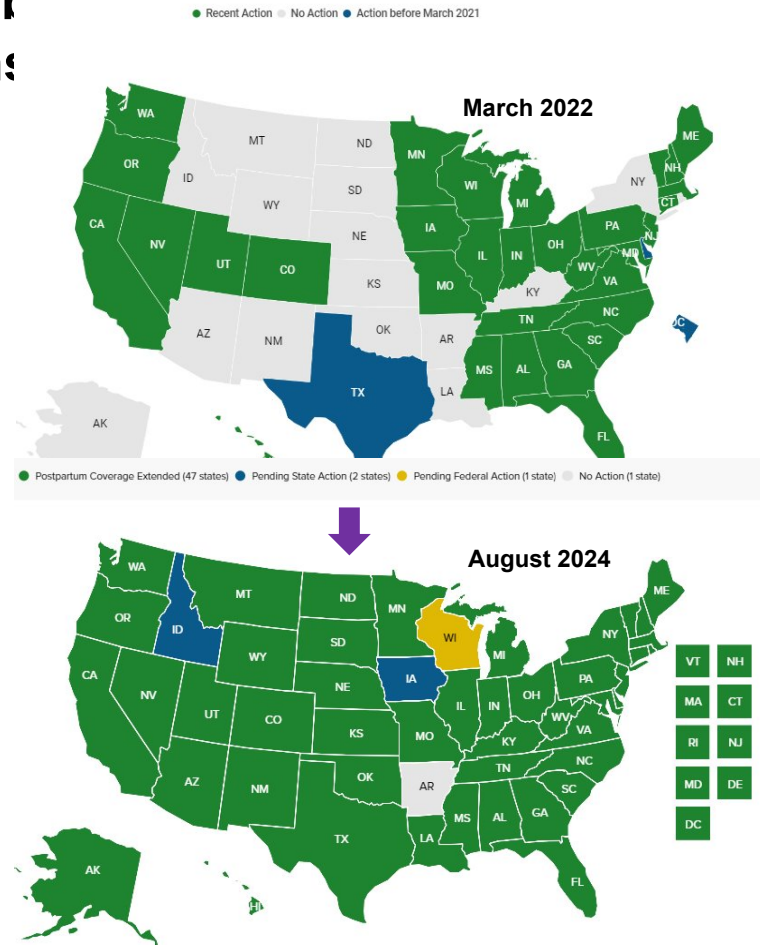 Recent Action No Action Action before March 2021
March 2022
WA
MT
ND
MN
ME
OR
ID
SD
WI
MI
NY
NH
WY
CT
CA
NV
NE
IA
PA
NJ
UT
CO
IL
IN
OH
MD
WV
VA
KS
MO
KY
AZ
NM
OK
AR
TN
NC
SC
DC
MS
AL
GA
TX
LA
AK
FL
Postpartum Coverage Extended (47 states) Pending State Action (2 states) Pending Federal Action (1 state) No Action (1 state)
August 2024
WA
MT
ND
MN
ME
OR
ID
SD
WI
MI
NY
WY
VT NH
CA
NV
NE
IA
PA
UT
CO
IL
IN
OH
MA CT
WV
VA
KS
MO
KY
RI NJ
AZ
NM
OK
AR
TN
NC
MD DE
SC
MS
AL
GA
DC
TX
LA
AK
FL
HI